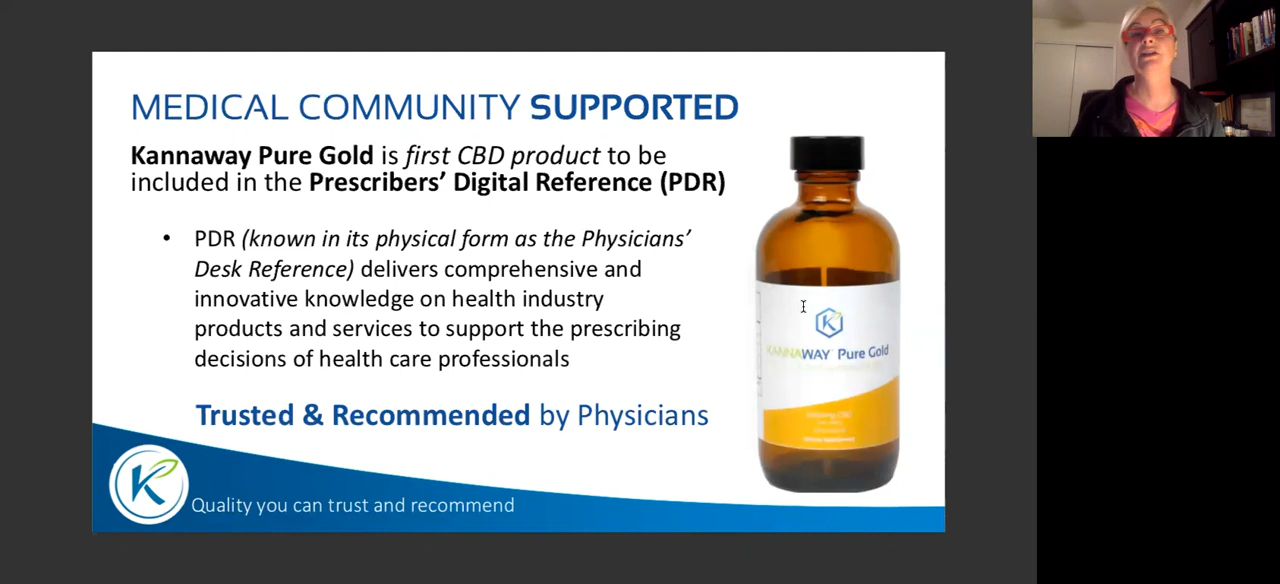 MEDICAL COMMUNITY SUPPORTED
Kannaway Pure Gold is first CBD product to be
included in the Prescribers’ Digital Reference (PDR)
• PDR (known in its physical form as the Physicians’
Desk Reference) delivers comprehensive and
innovative knowledge on health industry
products and services to support the prescribing
decisions of health care professionals
Trusted & Recommended by Physicians
Quality you can trust and recommend
K
KANNAWAY Pure Gold